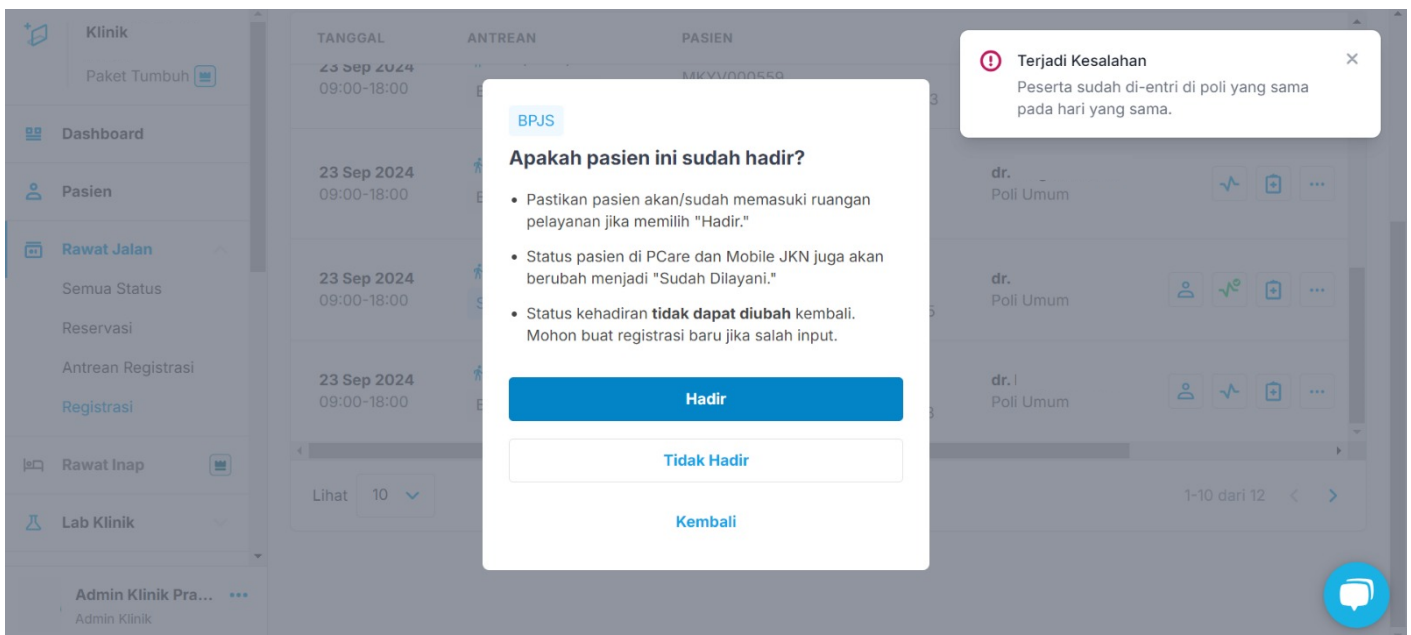 Klinik
Paket Tumbuh
Dashboard
Pasien
Rawat Jalan
Semua Status
Reservasi
Antrean Registrasi
Registrasi
Rawat Inap
Lab Klinik
Admin Klinik Pra...
Admin Klinik
TANGGAL ANTREAN PASIEN
23 Sep 2024
09:00-18:00
MKYV000559
3
23 Sep 2024
09:00-18:00
dr.
Poli Umum
23 Sep 2024
09:00-18:00
dr.
Poli Umum
23 Sep 2024
09:00-18:00
dr.
Poli Umum
Lihat 10
1-10 dari 12
BPJS
Apakah pasien ini sudah hadir?
• Pastikan pasien akan/sudah memasuki ruangan
pelayanan jika memilih "Hadir."
• Status pasien di PCare dan Mobile JKN juga akan
berubah menjadi "Sudah Dilayani."
• Status kehadiran tidak dapat diubah kembali.
Mohon buat registrasi baru jika salah input.
Hadir
Tidak Hadir
Kembali
Terjadi Kesalahan
Peserta sudah di-entri di poli yang sama
pada hari yang sama.